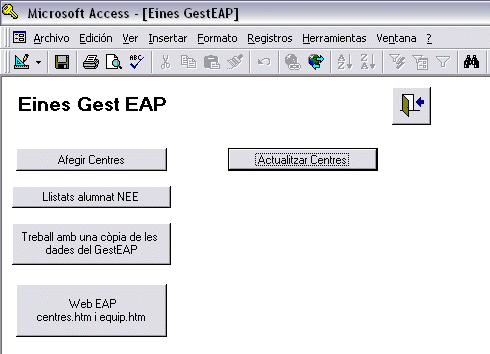 Microsoft Access - [Eines GestEAP]
Archivo Edición Ver Insertar Formato Registros Herramientas Ventana ?
ABC
A Z Z A
Eines Gest EAP
Afegir Centres
Actualitzar Centres
Llistats alumnat NEE
Treball amb una còpia de les
dades del GestEAP
Web EAP
centres.htm i equip.htm